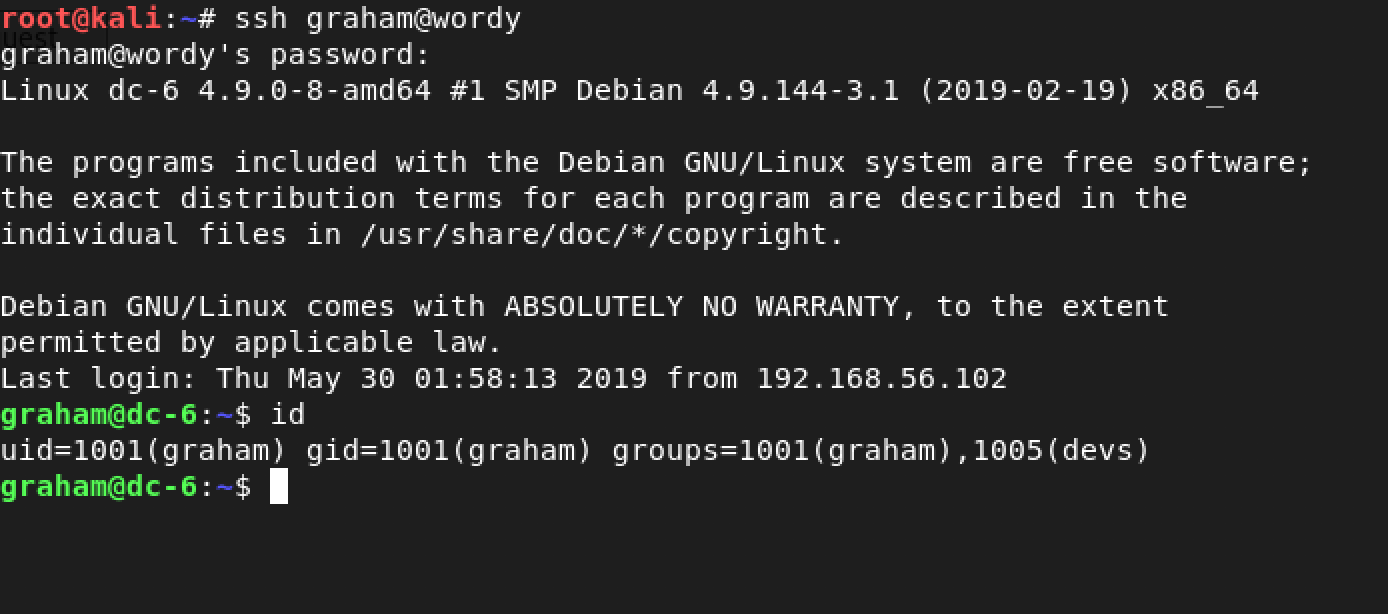 root@kali:~# ssh graham@wordy
graham@wordy's password:
Linux dc-6 4.9.0-8-amd64 #1 SMP Debian 4.9.144-3.1 (2019-02-19) x86_64
The programs included with the Debian GNU/Linux system are free software;
the exact distribution terms for each program are described in the
individual files in /usr/share/doc/*/copyright.
Debian GNU/Linux comes with ABSOLUTELY NO WARRANTY, to the extent
permitted by applicable law.
Last login: Thu May 30 01:58:13 2019 from 192.168.56.102
graham@dc-6:~$ id
uid=1001(graham) gid=1001(graham) groups=1001(graham),1005(devs)
graham@dc-6:~$